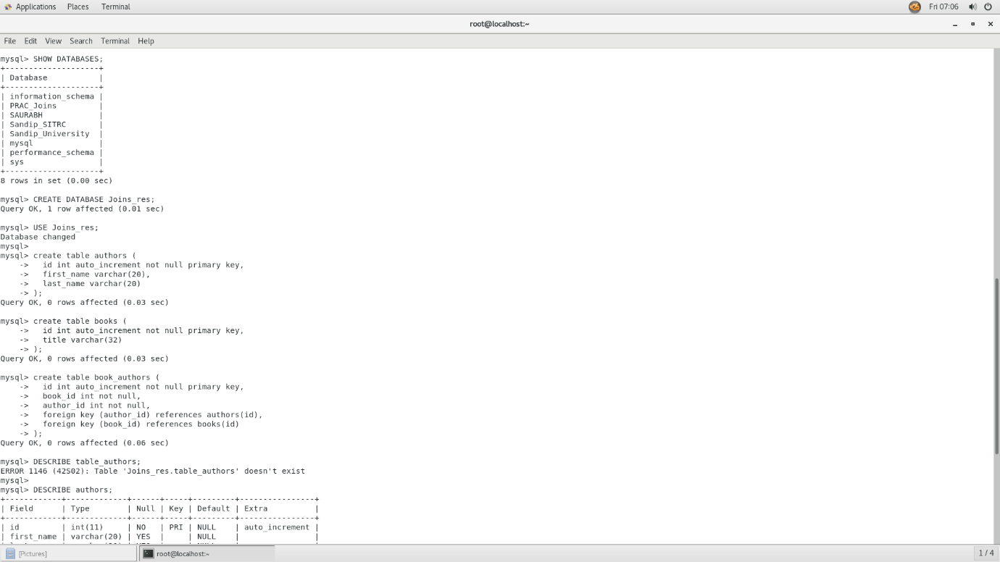 Applications Places Terminal Fri 07:06
root@localhost:~
File Edit View Search Terminal Help
mysql> SHOW DATABASES;
+--------------------+
| Database           |
+--------------------+
| information_schema |
| PRAC_Joins         |
| SAURABH            |
| Sandip_SITRC       |
| Sandip_University  |
| mysql              |
| performance_schema |
| sys                |
+--------------------+
8 rows in set (0.00 sec)
mysql> CREATE DATABASE Joins_res;
Query OK, 1 row affected (0.01 sec)
mysql> USE Joins_res;
Database changed
mysql>
mysql> create table authors (
    ->   id int auto_increment not null primary key,
    ->   first_name varchar(20),
    ->   last_name varchar(20)
    -> );
Query OK, 0 rows affected (0.03 sec)
mysql> create table books (
    ->   id int auto_increment not null primary key,
    ->   title varchar(32)
    -> );
Query OK, 0 rows affected (0.03 sec)
mysql> create table book_authors (
    ->   id int auto_increment not null primary key,
    ->   book_id int not null,
    ->   author_id int not null,
    ->   foreign key (author_id) references authors(id),
    ->   foreign key (book_id) references books(id)
    -> );
Query OK, 0 rows affected (0.06 sec)
mysql> DESCRIBE table_authors;
ERROR 1146 (42S02): Table 'Joins_res.table_authors' doesn't exist
mysql>
mysql> DESCRIBE authors;
+------------+-------------+------+-----+---------+----------------+
| Field      | Type        | Null | Key | Default | Extra          |
+------------+-------------+------+-----+---------+----------------+
| id         | int(11)     | NO   | PRI | NULL    | auto_increment |
| first_name | varchar(20) | YES  |     | NULL    |                |
[Pictures] root@localhost:~ 1 / 4